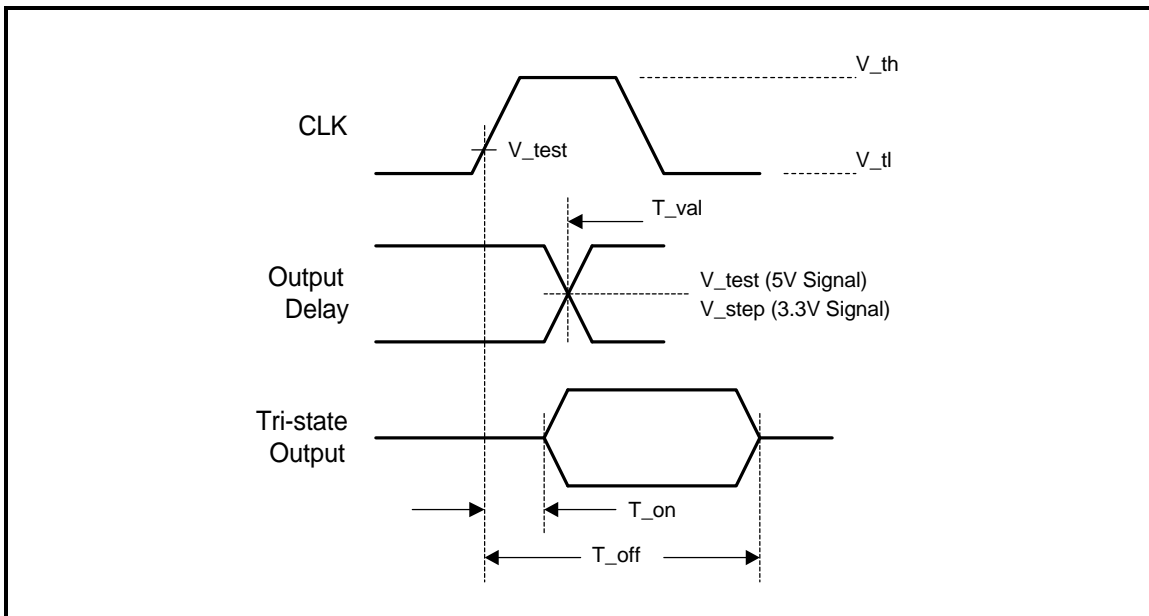 V_th
CLK
V_test
V_tl
T_val
Output
Delay
V_test (5V Signal)
V_step (3.3V Signal)
Tri-state
Output
T_on
T_off